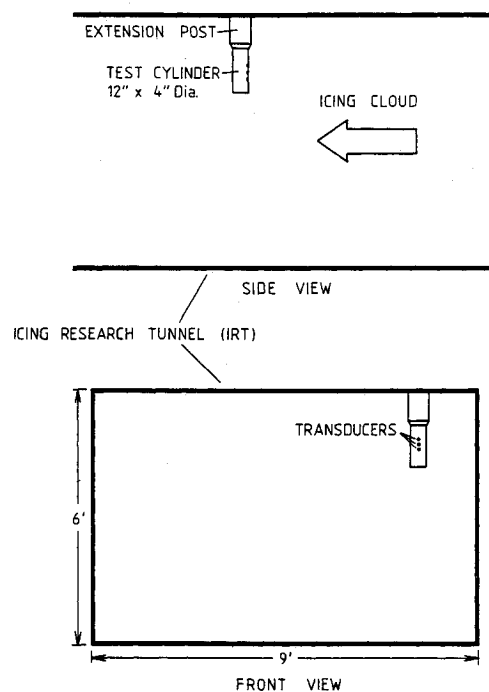 EXTENSION POST
TEST CYLINDER
12" x 4" Dia.
ICING CLOUD
SIDE VIEW
ICING RESEARCH TUNNEL (IRT)
TRANSDUCERS
6'
9'
FRONT VIEW